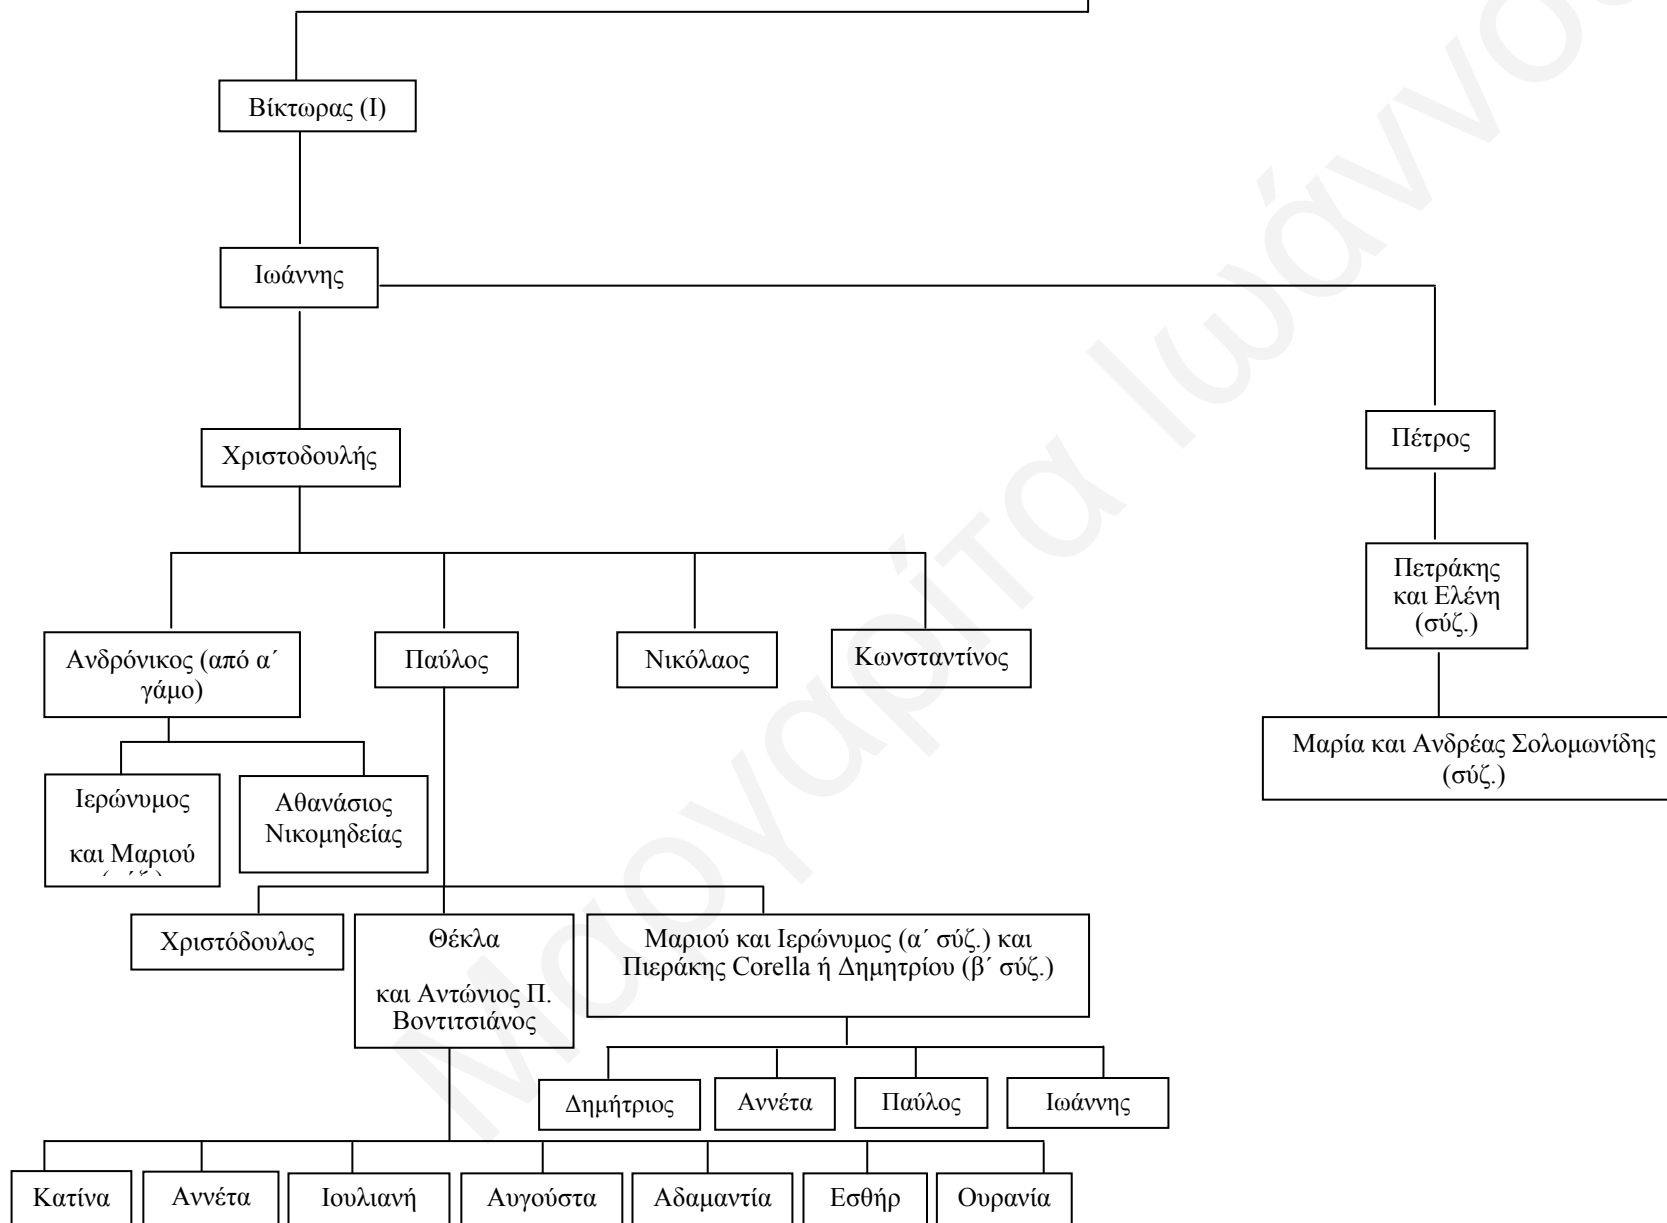 Βίκτωρας (Ι)
Ιωάννης
Χριστοδουλής
Πέτρος
Πετράκης
και Ελένη
(σύζ.)
Ανδρόνικος (από α΄
γάμο)
Παύλος
Νικόλαος
Κωνσταντίνος
Μαρία και Ανδρέας Σολομωνίδης
(σύζ.)
Ιερώνυμος
και Μαριού
Αθανάσιος
Νικομηδείας
Χριστόδουλος
Θέκλα
και Αντώνιος Π.
Βοντιτσιάνος
Μαριού και Ιερώνυμος (α΄ σύζ.) και
Πιεράκης Corella ή Δημητρίου (β΄ σύζ.)
Δημήτριος
Αννέτα
Παύλος
Ιωάννης
Κατίνα
Αννέτα
Ιουλιανή
Αυγούστα
Αδαμαντία
Εσθήρ
Ουρανία
Μαργαρίτα